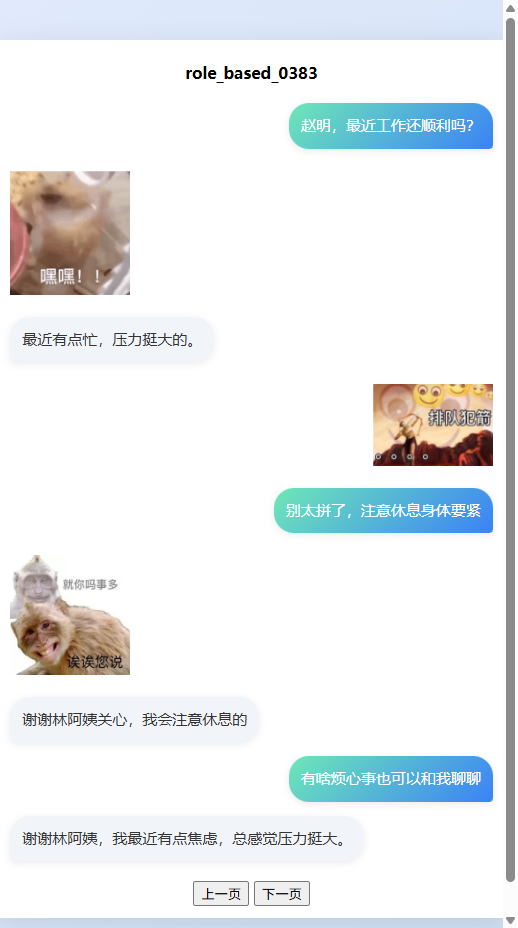 role_based_0383
赵明，最近工作还顺利吗？
嘿嘿！！
最近有点忙，压力挺大的。
排队犯箭
别太拼了，注意休息身体要紧
就你吗事多
诶诶您说
谢谢林阿姨关心，我会注意休息的
有啥烦心事也可以和我聊聊
谢谢林阿姨，我最近有点焦虑，总感觉压力挺大。
上一页 下一页